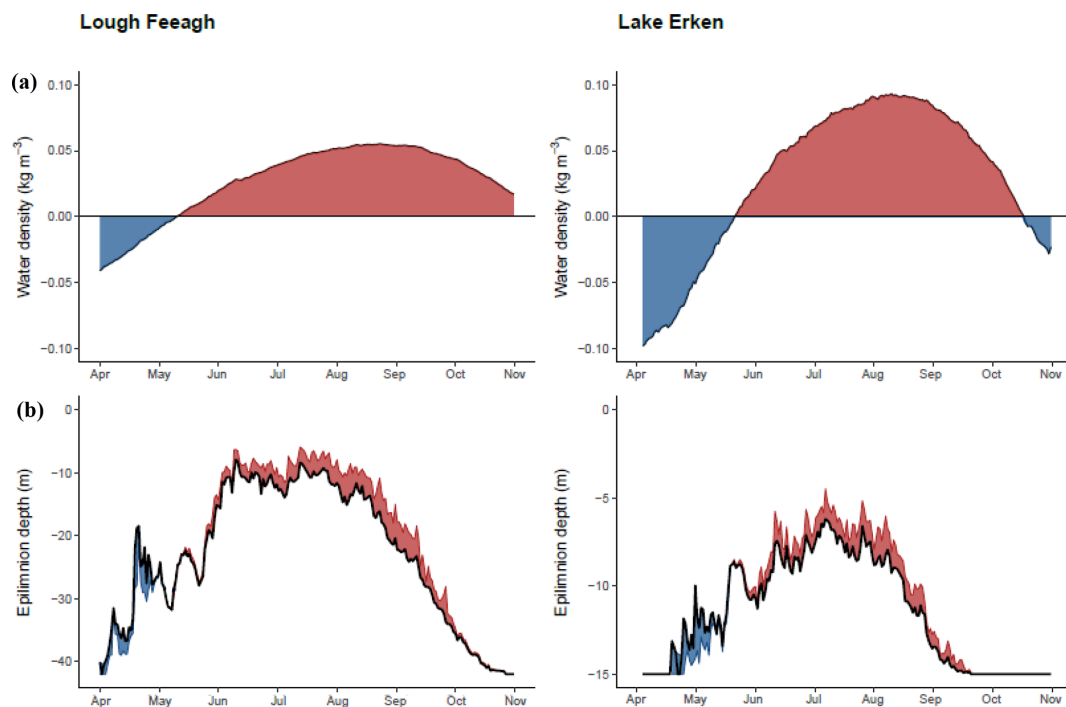 Lough Feeagh
Lake Erken
(a)
Water density (kg m⁻³)
0.10
0.05
0.00
−0.05
−0.10
Apr May Jun Jul Aug Sep Oct Nov
Water density (kg m⁻³)
0.10
0.05
0.00
−0.05
−0.10
Apr May Jun Jul Aug Sep Oct Nov
(b)
Epilimnion depth (m)
0
−10
−20
−30
−40
Apr May Jun Jul Aug Sep Oct Nov
Epilimnion depth (m)
0
−5
−10
−15
Apr May Jun Jul Aug Sep Oct Nov